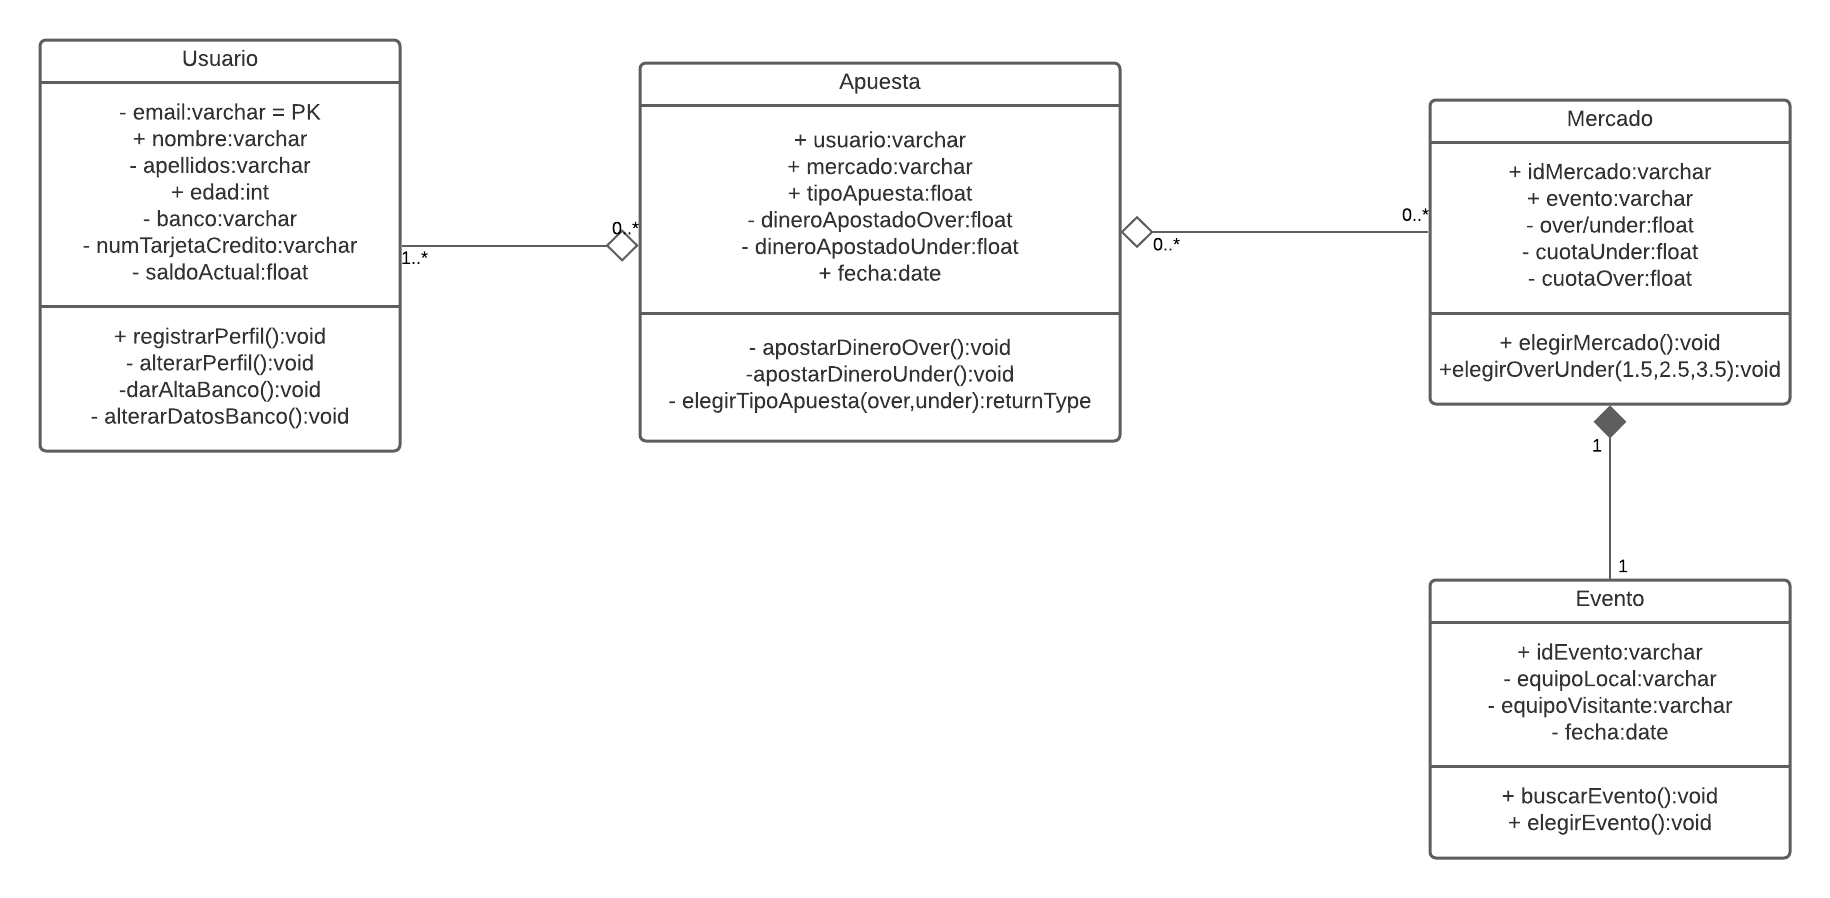 Usuario
- email:varchar = PK
+ nombre:varchar
- apellidos:varchar
+ edad:int
- banco:varchar
- numTarjetaCredito:varchar
- saldoActual:float
+ registrarPerfil():void
- alterarPerfil():void
-darAltaBanco():void
- alterarDatosBanco():void
1..*
0..*
Apuesta
+ usuario:varchar
+ mercado:varchar
+ tipoApuesta:float
- dineroApostadoOver:float
- dineroApostadoUnder:float
+ fecha:date
- apostarDineroOver():void
-apostarDineroUnder():void
- elegirTipoApuesta(over,under):returnType
0..*
0..*
Mercado
+ idMercado:varchar
+ evento:varchar
- over/under:float
- cuotaUnder:float
- cuotaOver:float
+ elegirMercado():void
+elegirOverUnder(1.5,2.5,3.5):void
1
1
Evento
+ idEvento:varchar
- equipoLocal:varchar
- equipoVisitante:varchar
- fecha:date
+ buscarEvento():void
+ elegirEvento():void